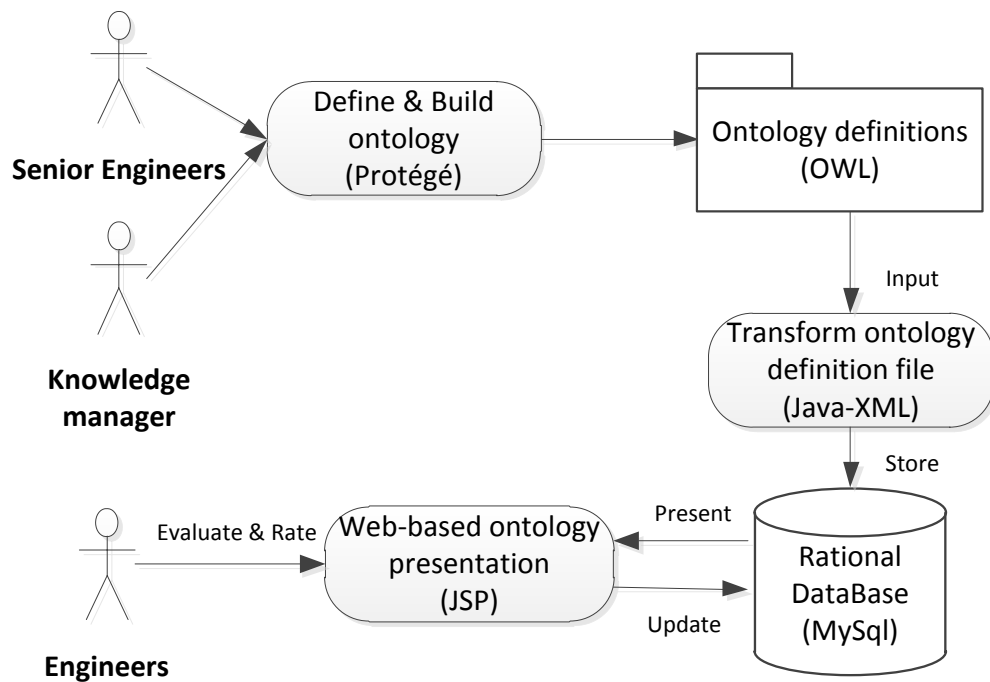 Senior Engineers
Define & Build
ontology
(Protégé)
Ontology definitions
(OWL)
Knowledge
manager
Input
Transform ontology
definition file
(Java-XML)
Store
Engineers
Evaluate & Rate
Web-based ontology
presentation
(JSP)
Present
Update
Rational
DataBase
(MySql)